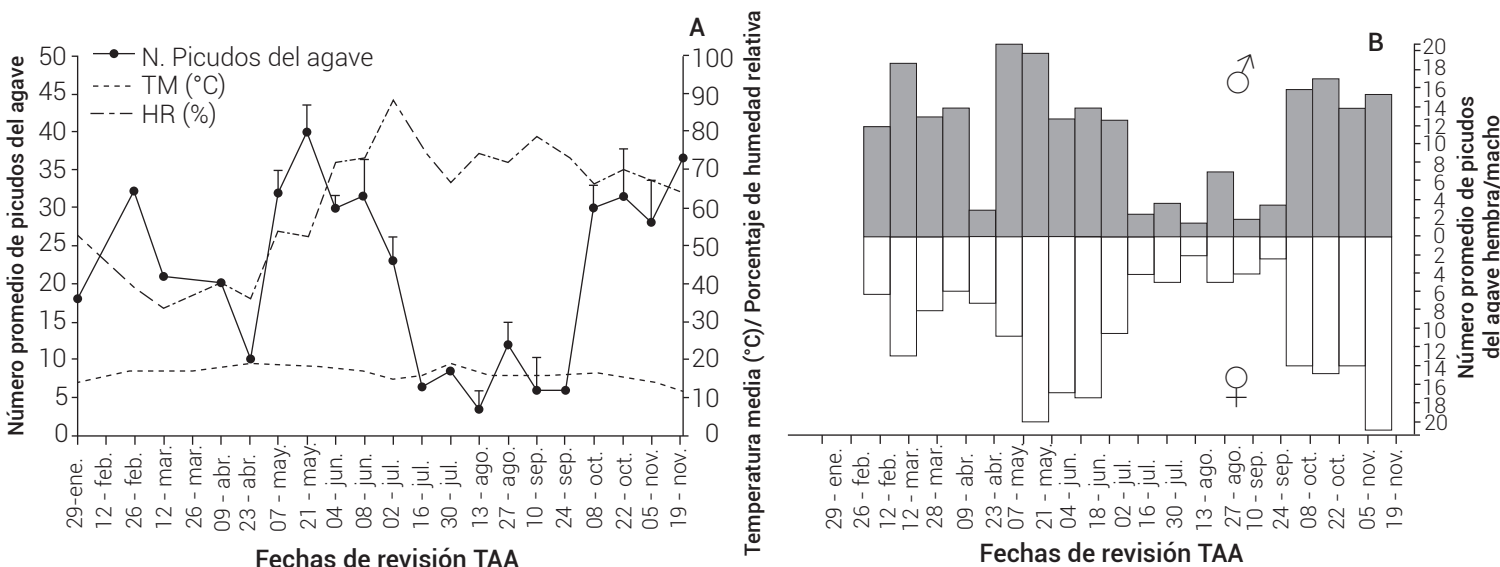 A
Número promedio de picudos del agave
50
45
40
35
30
25
20
15
10
5
0
N. Picudos del agave
TM (°C)
HR (%)
100
90
80
70
60
50
40
30
20
10
0
Temperatura media (°C)/ Porcentaje de humedad relativa
29-ene.
12 - feb.
26 - feb.
12 - mar.
26 - mar.
09 - abr.
23 - abr.
07 - may.
21 - may.
04 - jun.
08 - jun.
02 - jul.
16 - jul.
30 - jul.
13 - ago.
27 - ago.
10 - sep.
24 - sep.
08 - oct.
22 - oct.
05 - nov.
19 - nov.
Fechas de revisión TAA
B
♂
♀
20
18
16
14
12
10
8
6
4
2
0
2
4
6
8
10
12
14
16
18
20
Número promedio de picudos
del agave hembra/macho
29 - ene.
26 - feb.
12 - feb.
12 - mar.
28 - mar.
09 - abr.
23 - abr.
07 - may.
21 - may.
04 - jun.
18 - jun.
02 - jul.
16 - jul.
30 - jul.
13 - ago.
27 - ago.
10 - sep.
24 - sep.
08 - oct.
22 - oct.
05 - nov.
19 - nov.
Fechas de revisión TAA